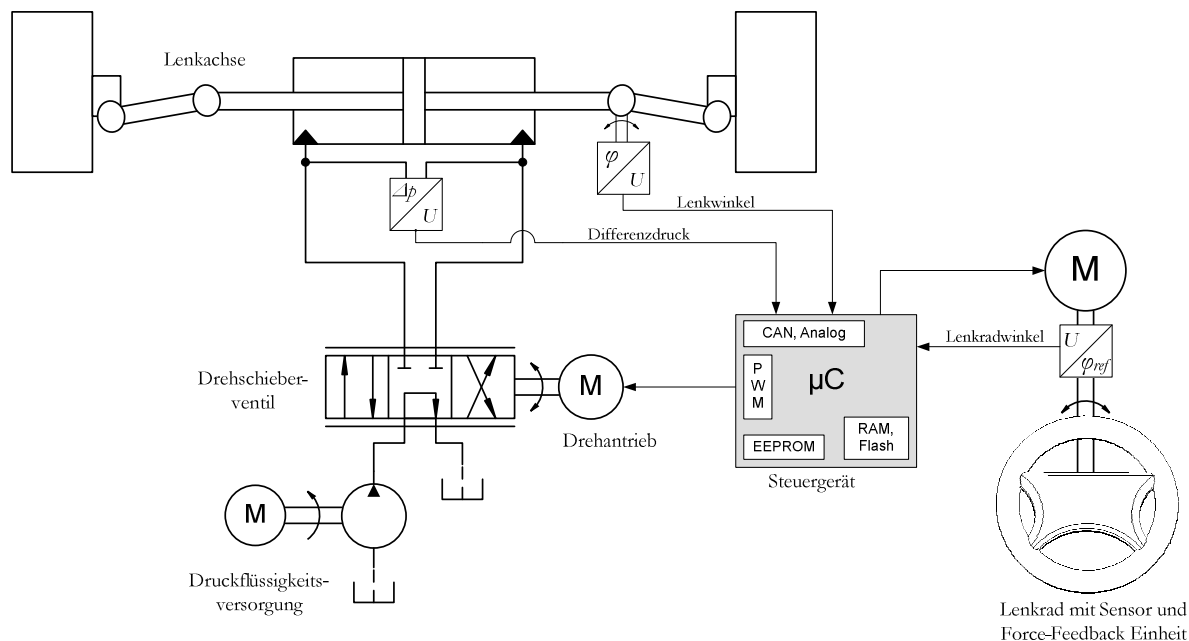 Lenkachse
φ
U
Δp
U
Lenkwinkel
Differenzdruck
M
CAN, Analog
Lenkradwinkel
U
φref
P
W
M
µC
Drehschieber-
ventil
M
Drehantrieb
RAM,
Flash
EEPROM
Steuergerät
M
Druckflüssigkeits-
versorgung
Lenkrad mit Sensor und
Force-Feedback Einheit